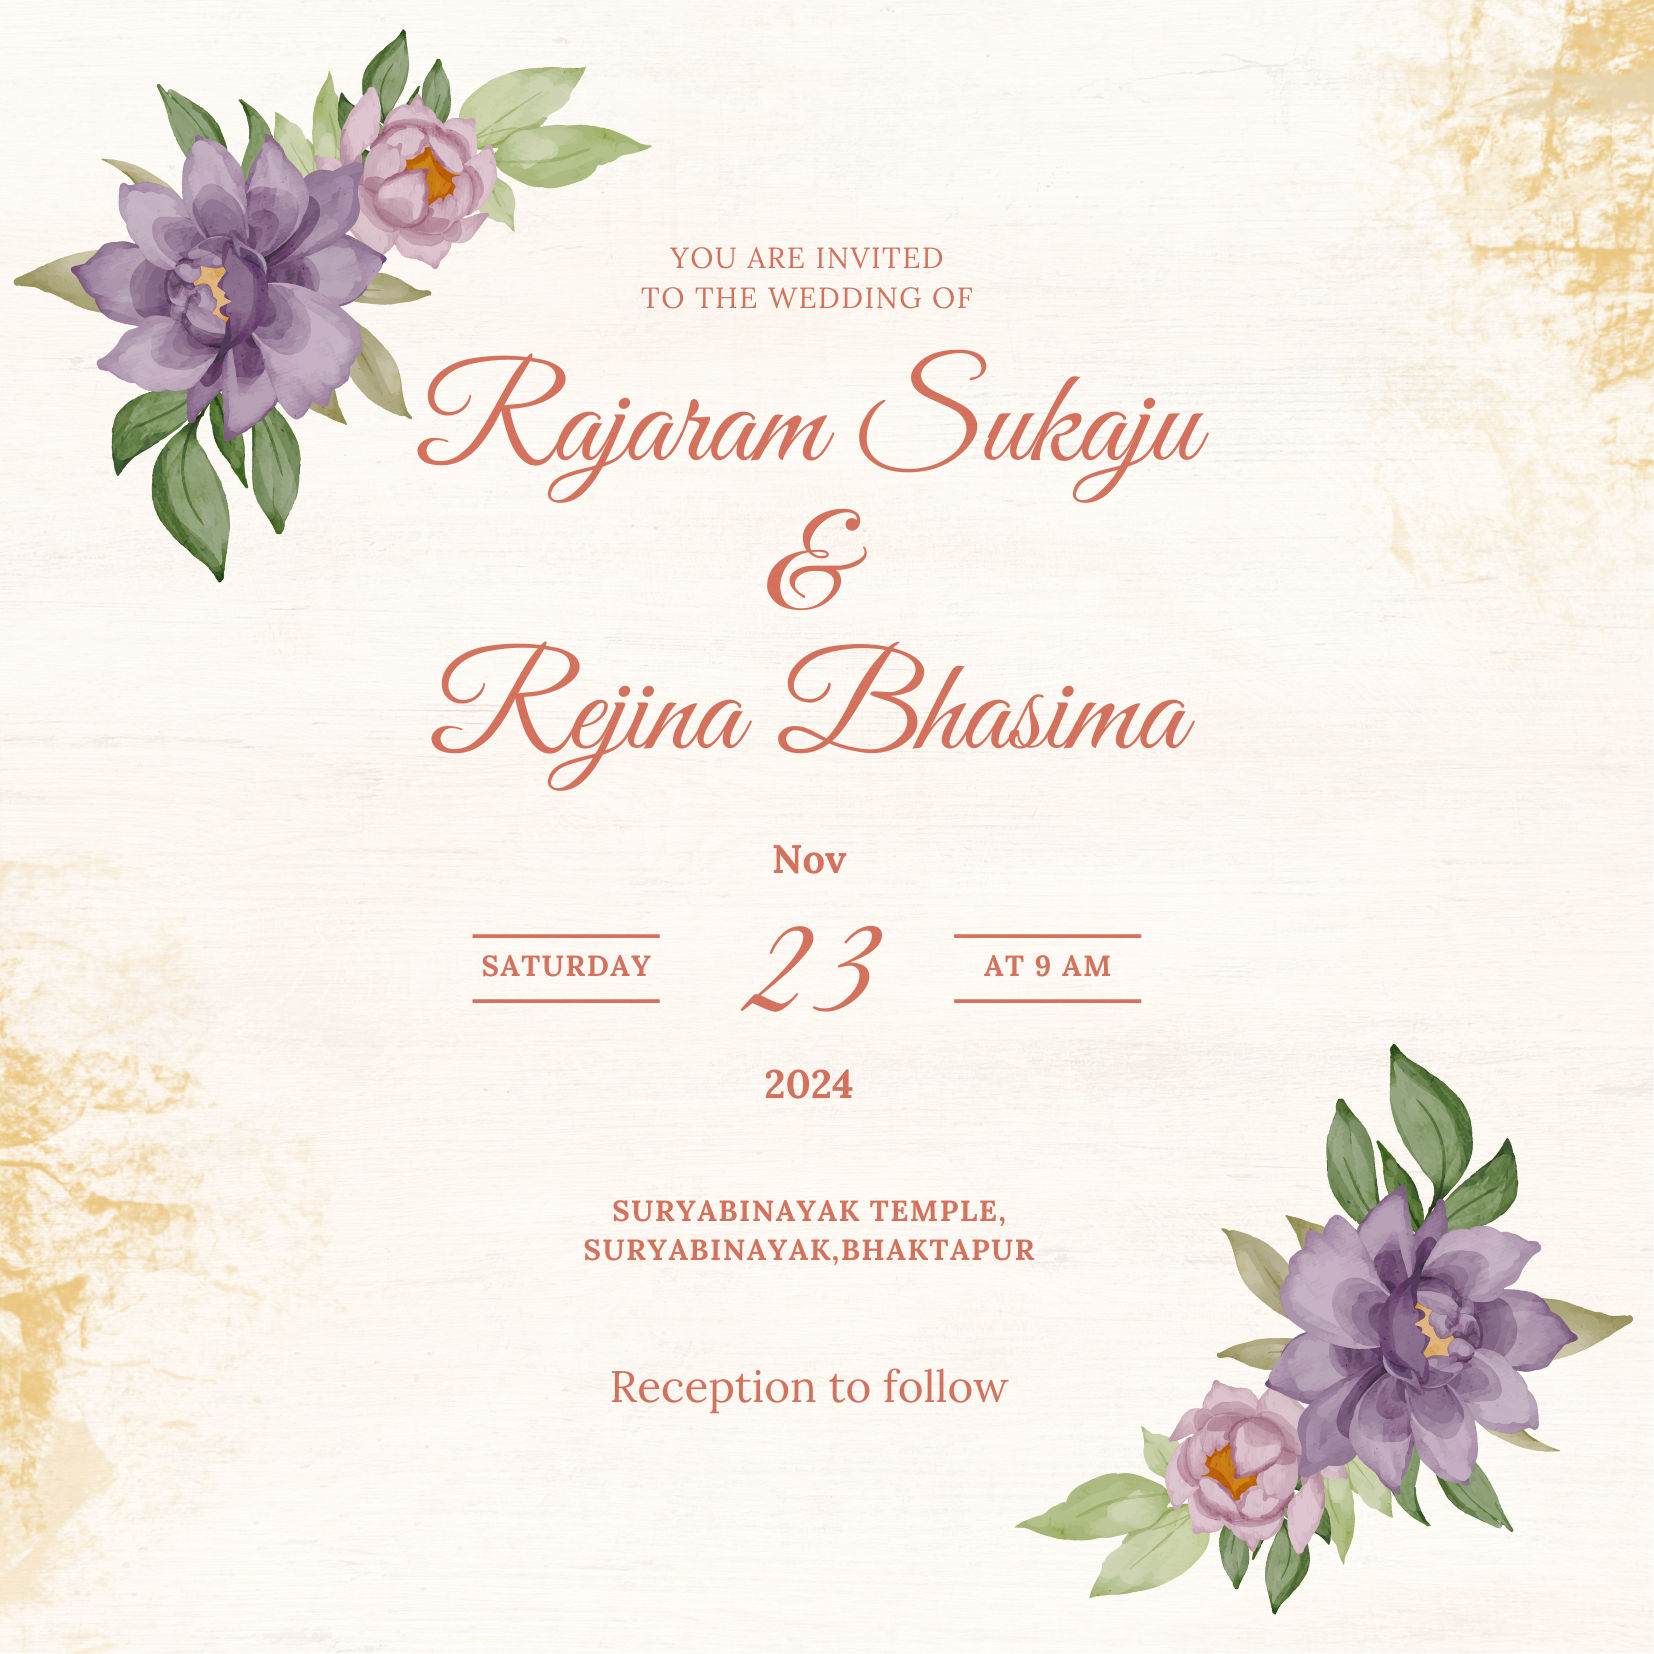 YOU ARE INVITED
TO THE WEDDING OF
Rajaram Sukaju
&
Rejina Bhasima
Nov
SATURDAY 23 AT 9 AM
2024
SURYABINAYAK TEMPLE,
SURYABINAYAK,BHAKTAPUR
Reception to follow